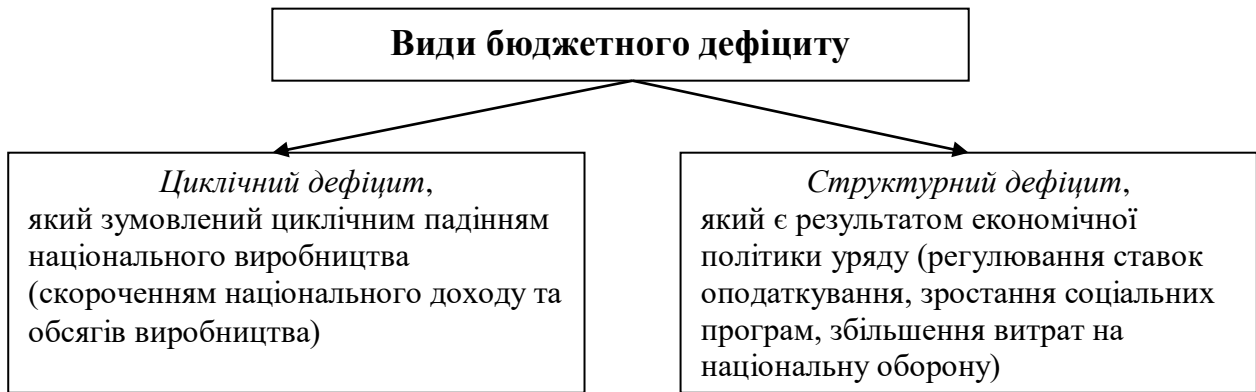 Види бюджетного дефіциту
Циклічний дефіцит,
який зумовлений циклічним падінням
національного виробництва
(скороченням національного доходу та
обсягів виробництва)
Структурний дефіцит,
який є результатом економічної
політики уряду (регулювання ставок
оподаткування, зростання соціальних
програм, збільшення витрат на
національну оборону)